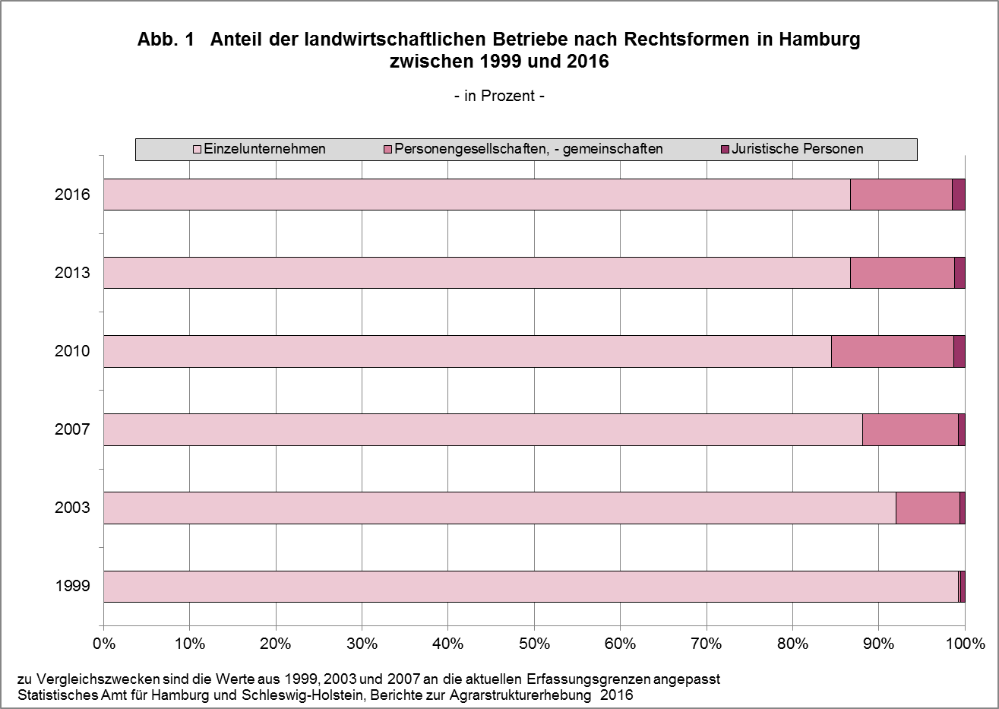 Abb. 1 Anteil der landwirtschaftlichen Betriebe nach Rechtsformen in Hamburg
zwischen 1999 und 2016
- in Prozent -
Einzelunternehmen Personengesellschaften, - gemeinschaften Juristische Personen
2016
2013
2010
2007
2003
1999
0% 10% 20% 30% 40% 50% 60% 70% 80% 90% 100%
zu Vergleichszwecken sind die Werte aus 1999, 2003 und 2007 an die aktuellen Erfassungsgrenzen angepasst
Statistisches Amt für Hamburg und Schleswig-Holstein, Berichte zur Agrarstrukturerhebung 2016